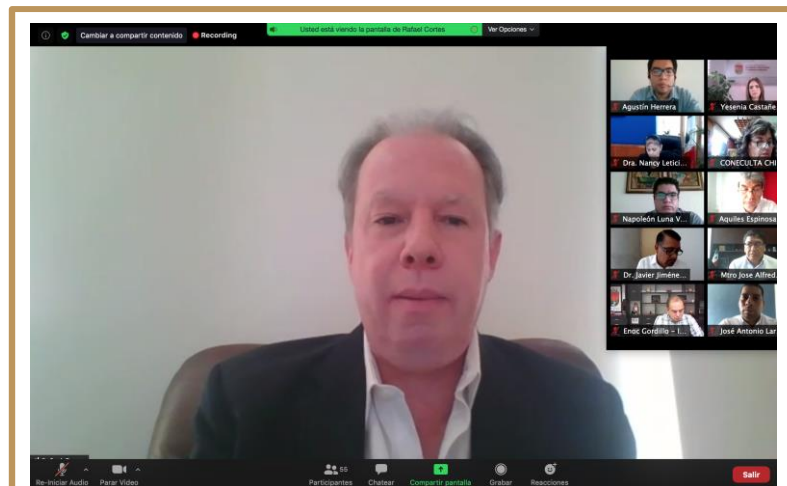 Cambiar a compartir contenido
Recording
Usted está viendo la pantalla de Rafael Cortes
Ver Opciones
Agustín Herrera
Yesenia Castañe
Dra. Nancy Letici...
CONECULTA CHI
Napoleón Luna V...
Aquiles Espinosa
Dr. Javier Jiméne...
Mtro Jose Alfred
Enoc Gordillo - I...
José Antonio Lar
Re-Iniciar Audio
Parar Video
55
Participantes
Chatear
Compartir pantalla
Grabar
Reacciones
Salir